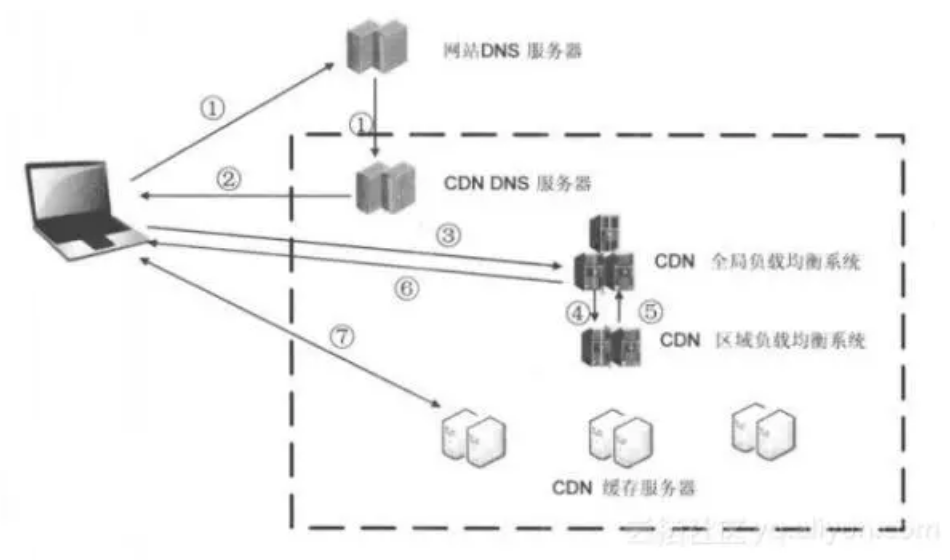 网站DNS 服务器
①
①
CDN DNS 服务器
②
③
CDN 全局负载均衡系统
⑥
④ ⑤
CDN 区域负载均衡系统
⑦
CDN 缓存服务器
云栖社区 yq.aliyun.com